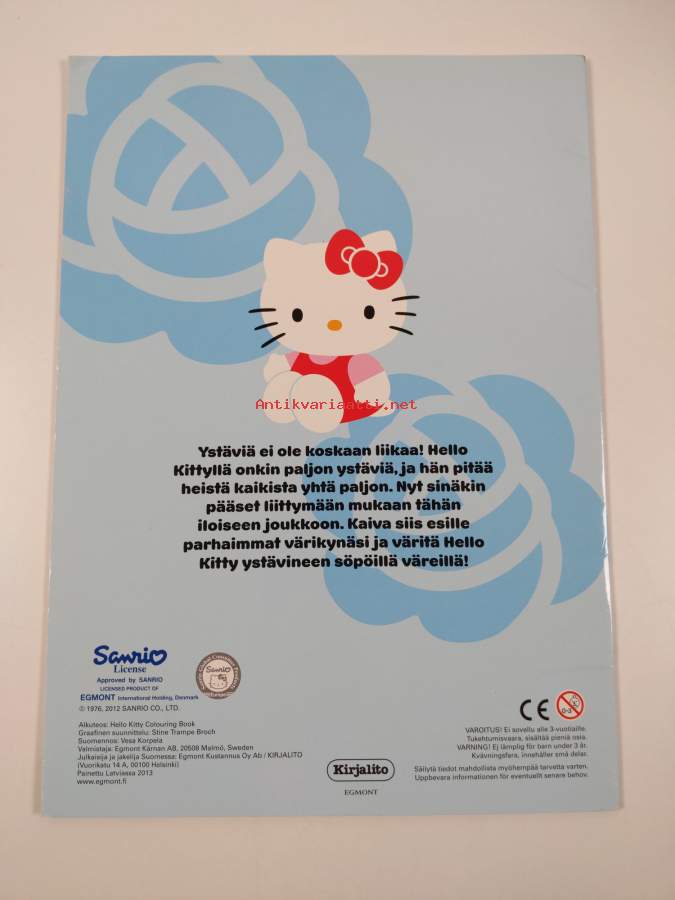 Antikvariaatti.net
Ystäviä ei ole koskaan liikaa! Hello
Kittyllä onkin paljon ystäviä, ja hän pitää
heistä kaikista yhtä paljon. Nyt sinäkin
pääset liittymään mukaan tähän
iloiseen joukkoon. Kaiva siis esille
parhaimmat värikynäsi ja väritä Hello
Kitty ystävineen söpöillä väreillä!
Sanrio
License
Approved by SANRIO
LICENSED PRODUCT OF
EGMONT International Holding, Denmark
© 1976, 2012 SANRIO CO., LTD.
Alkuteos: Hello Kitty Colouring Book
Graafinen suunnittelu: Stine Trampe Broch
Suomennos: Vesa Korpela
Valmistaja: Egmont Kärnan AB, 20508 Malmö, Sweden
Julkaisija ja jakelija Suomessa: Egmont Kustannus Oy Ab / KIRJALITO
(Vuorikatu 14 A, 00100 Helsinki)
Painettu Latviassa 2013
www.egmont.fi
Kirjalito
EGMONT
CE
0-3
VAROITUS! Ei sovellu alle 3-vuotiaille.
Tukehtumisvaara, sisältää pieniä osia.
VARNING! Ej lämplig för barn under 3 år.
Kvävningsfara, innehåller små delar.
Säilytä tiedot mahdollista myöhempää tarvetta varten.
Uppbevara informationen för eventuellt senare behov.